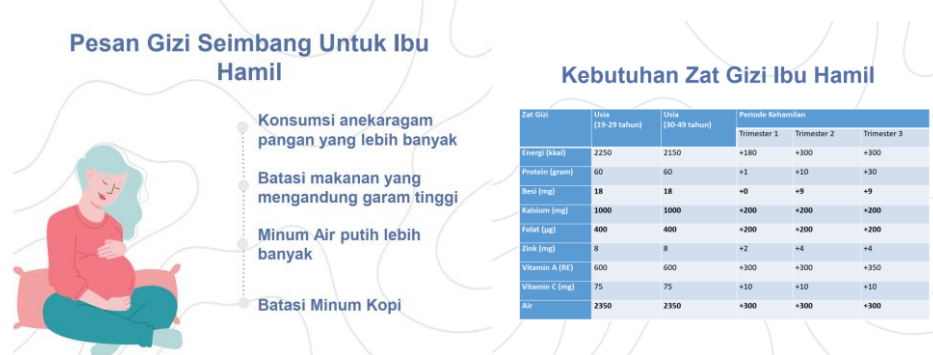 Pesan Gizi Seimbang Untuk Ibu
Hamil
Konsumsi anekaragam
pangan yang lebih banyak
Batasi makanan yang
mengandung garam tinggi
Minum Air putih lebih
banyak
Batasi Minum Kopi
Kebutuhan Zat Gizi Ibu Hamil
Zat Gizi Usia Usia Periode Kehamilan
(19-29 tahun) (30-49 tahun)
Trimester 1 Trimester 2 Trimester 3
Energi (kkal) 2250 2150 +180 +300 +300
Protein (gram) 60 60 +1 +10 +30
Besi (mg) 18 18 +0 +9 +9
Kalsium (mg) 1000 1000 +200 +200 +200
Folat (µg) 400 400 +200 +200 +200
Zink (mg) 8 8 +2 +4 +4
Vitamin A (RE) 600 600 +300 +300 +350
Vitamin C (mg) 75 75 +10 +10 +10
Air 2350 2350 +300 +300 +300